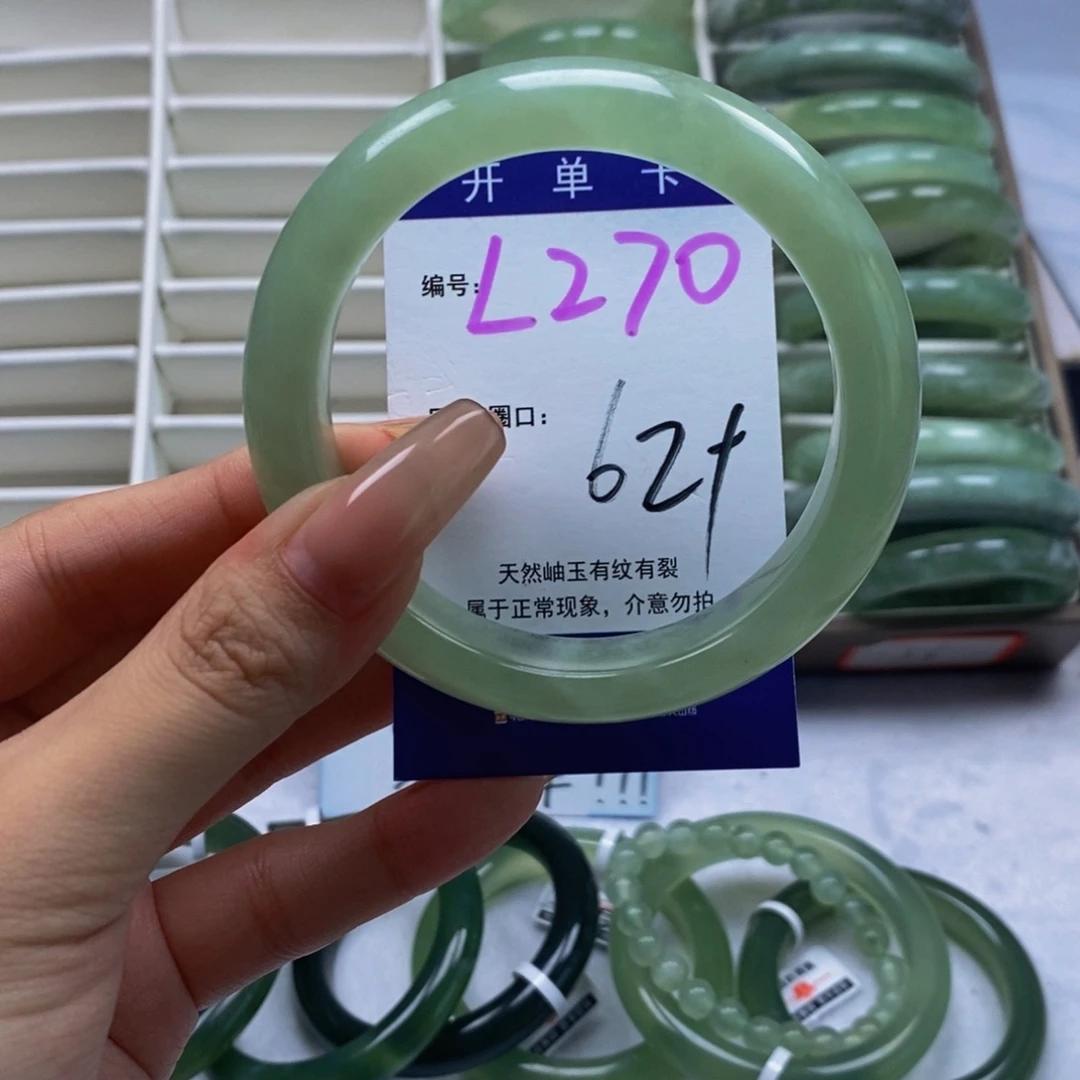 开单卡
编号：L270
圈口：62+
天然岫玉有纹有裂
属于正常现象，介意勿拍